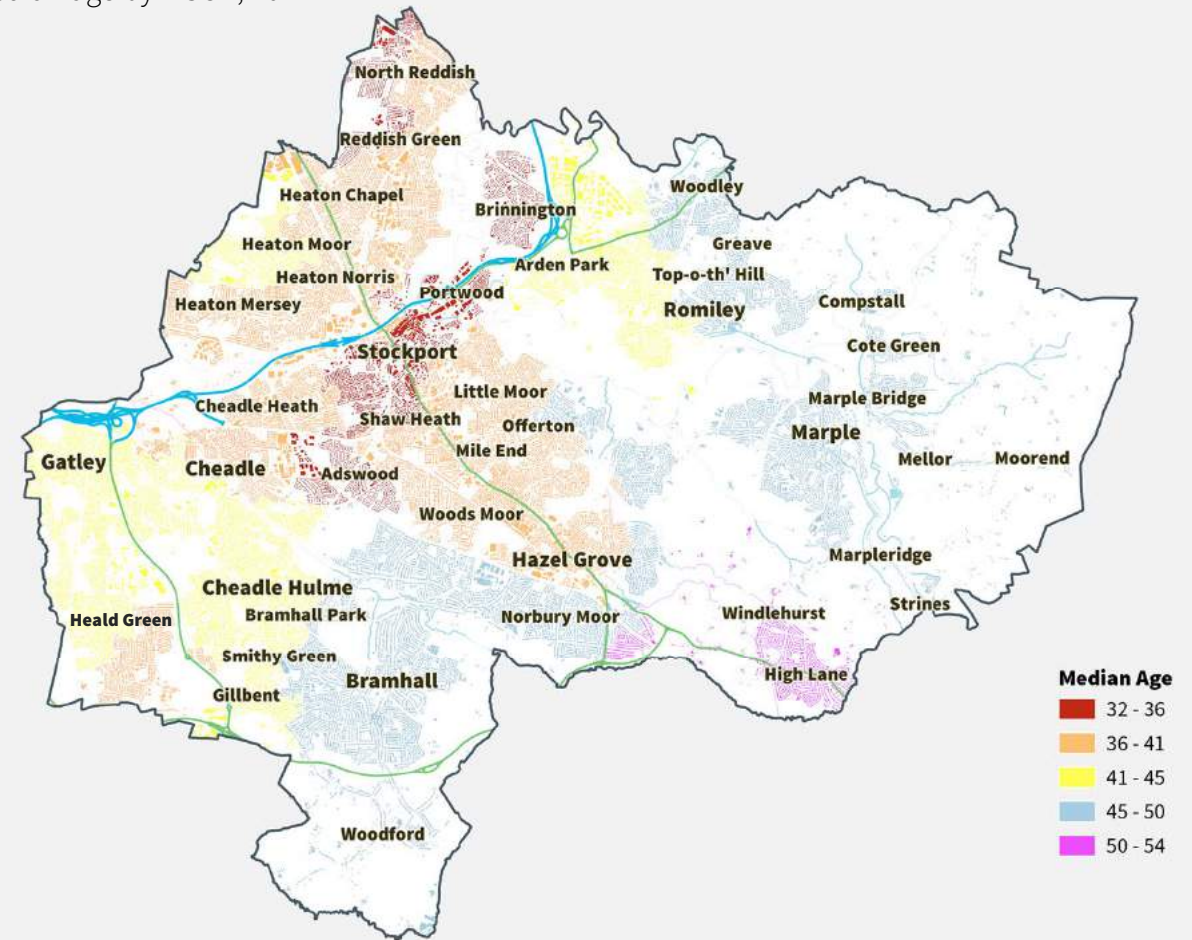 North Reddish
Reddish Green
Heaton Chapel
Woodley
Brinnington
Heaton Moor
Greave
Arden Park
Top-o-th' Hill
Heaton Norris
Portwood
Heaton Mersey
Compstall
Romiley
Cote Green
Stockport
Little Moor
Marple Bridge
Cheadle Heath
Shaw Heath
Offerton
Marple
Mile End
Gatley
Cheadle
Adswood
Mellor
Moorend
Woods Moor
Hazel Grove
Marpleridge
Cheadle Hulme
Strines
Bramhall Park
Norbury Moor
Windlehurst
Heald Green
Smithy Green
High Lane
Bramhall
Gillbent
Woodford
Median Age
32 - 36
36 - 41
41 - 45
45 - 50
50 - 54